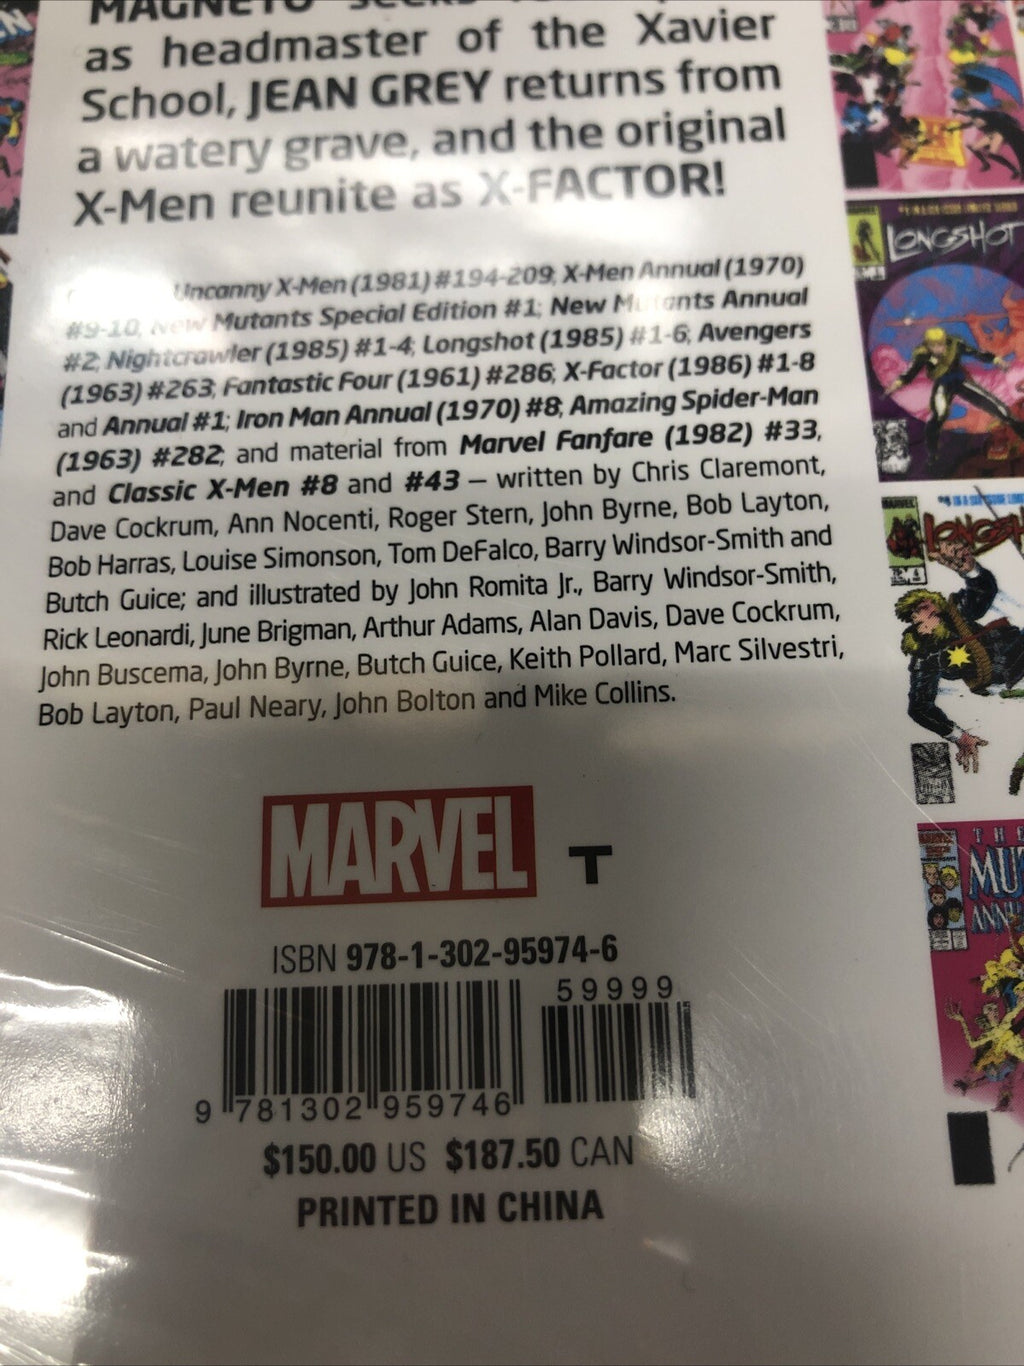 MAGNETO
as headmaster of the Xavier
School, JEAN GREY returns from
a watery grave, and the original
X-Men reunite as X-FACTOR!
Uncanny X-Men (1981) #194-209; X-Men Annual (1970)
#9-10; New Mutants Special Edition #1; New Mutants Annual
#2; Nightcrawler (1985) #1-4; Longshot (1985) #1-6; Avengers
(1963) #263; Fantastic Four (1961) #286; X-Factor (1986) #1-8
and Annual #1; Iron Man Annual (1970) #8; Amazing Spider-Man
(1963) #282; and material from Marvel Fanfare (1982) #33,
and Classic X-Men #8 and #43 — written by Chris Claremont,
Dave Cockrum, Ann Nocenti, Roger Stern, John Byrne, Bob Layton,
Bob Harras, Louise Simonson, Tom DeFalco, Barry Windsor-Smith and
Butch Guice; and illustrated by John Romita Jr., Barry Windsor-Smith,
Rick Leonardi, June Brigman, Arthur Adams, Alan Davis, Dave Cockrum,
John Buscema, John Byrne, Butch Guice, Keith Pollard, Marc Silvestri,
Bob Layton, Paul Neary, John Bolton and Mike Collins.
MARVEL
T
ISBN 978-1-302-95974-6
59999
9 781302 959746
$150.00 US $187.50 CAN
PRINTED IN CHINA
LONGSHOT
MARVEL
LONGSH